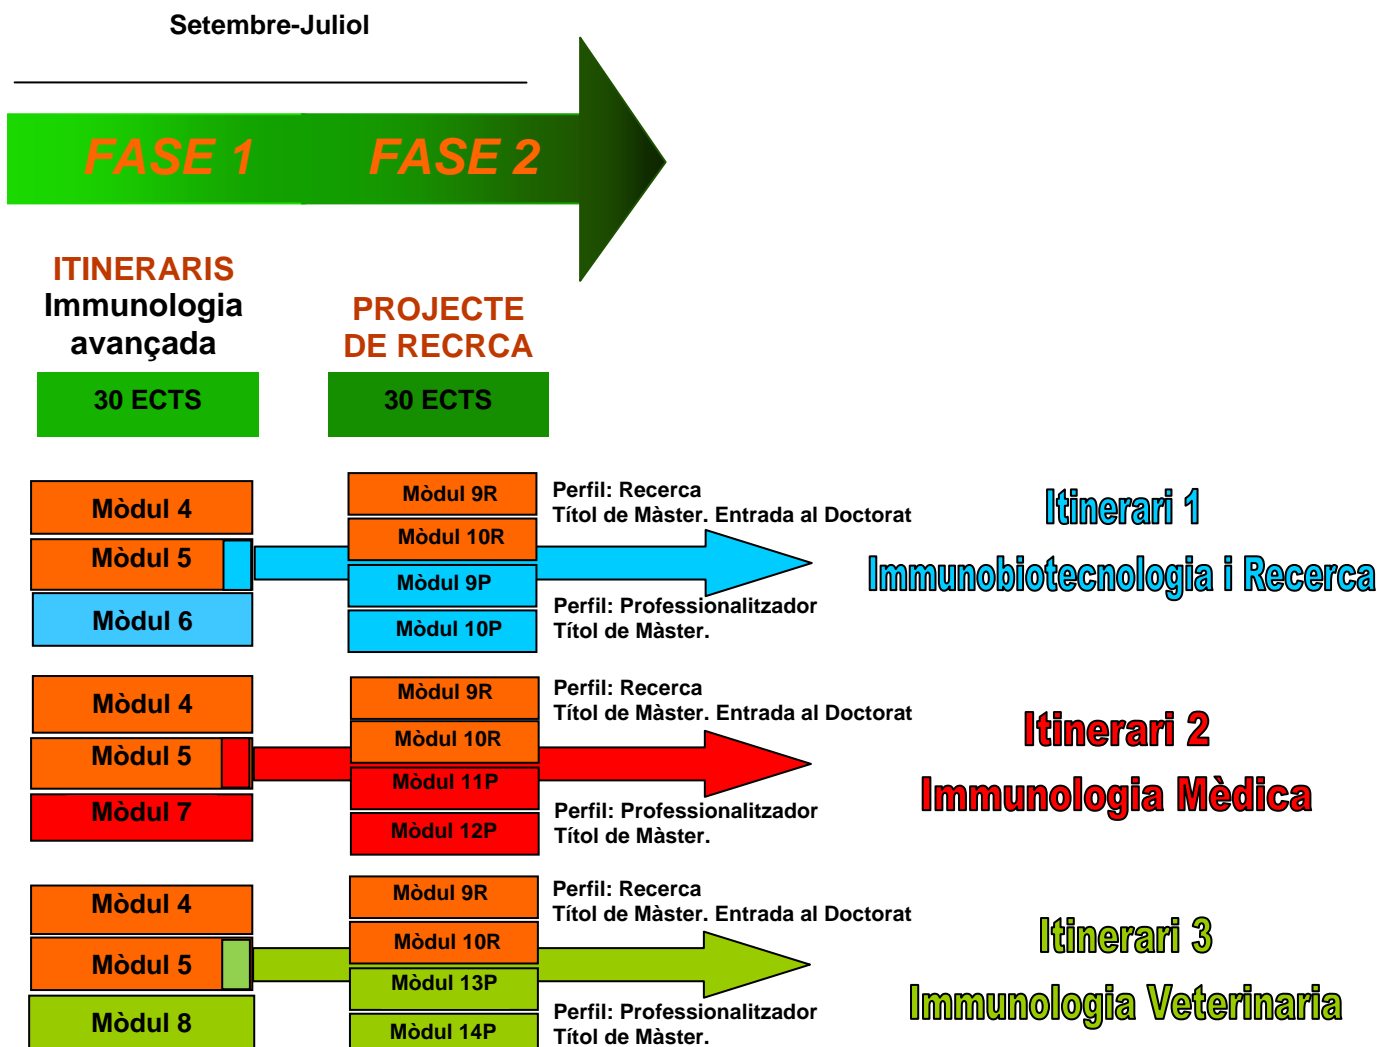 Setembre-Juliol
FASE 1
FASE 2
ITINERARIS
Immunologia
avançada
PROJECTE
DE RECRCA
30 ECTS
30 ECTS
Mòdul 4
Mòdul 5
Mòdul 6
Mòdul 9R
Mòdul 10R
Mòdul 9P
Mòdul 10P
Perfil: Recerca
Títol de Màster. Entrada al Doctorat
Perfil: Professionalitzador
Títol de Màster.
Itinerari 1
Immunobiotecnologia i Recerca
Mòdul 4
Mòdul 5
Mòdul 7
Mòdul 9R
Mòdul 10R
Mòdul 11P
Mòdul 12P
Perfil: Recerca
Títol de Màster. Entrada al Doctorat
Perfil: Professionalitzador
Títol de Màster.
Itinerari 2
Immunologia Mèdica
Mòdul 4
Mòdul 5
Mòdul 8
Mòdul 9R
Mòdul 10R
Mòdul 13P
Mòdul 14P
Perfil: Recerca
Títol de Màster. Entrada al Doctorat
Perfil: Professionalitzador
Títol de Màster.
Itinerari 3
Immunologia Veterinaria